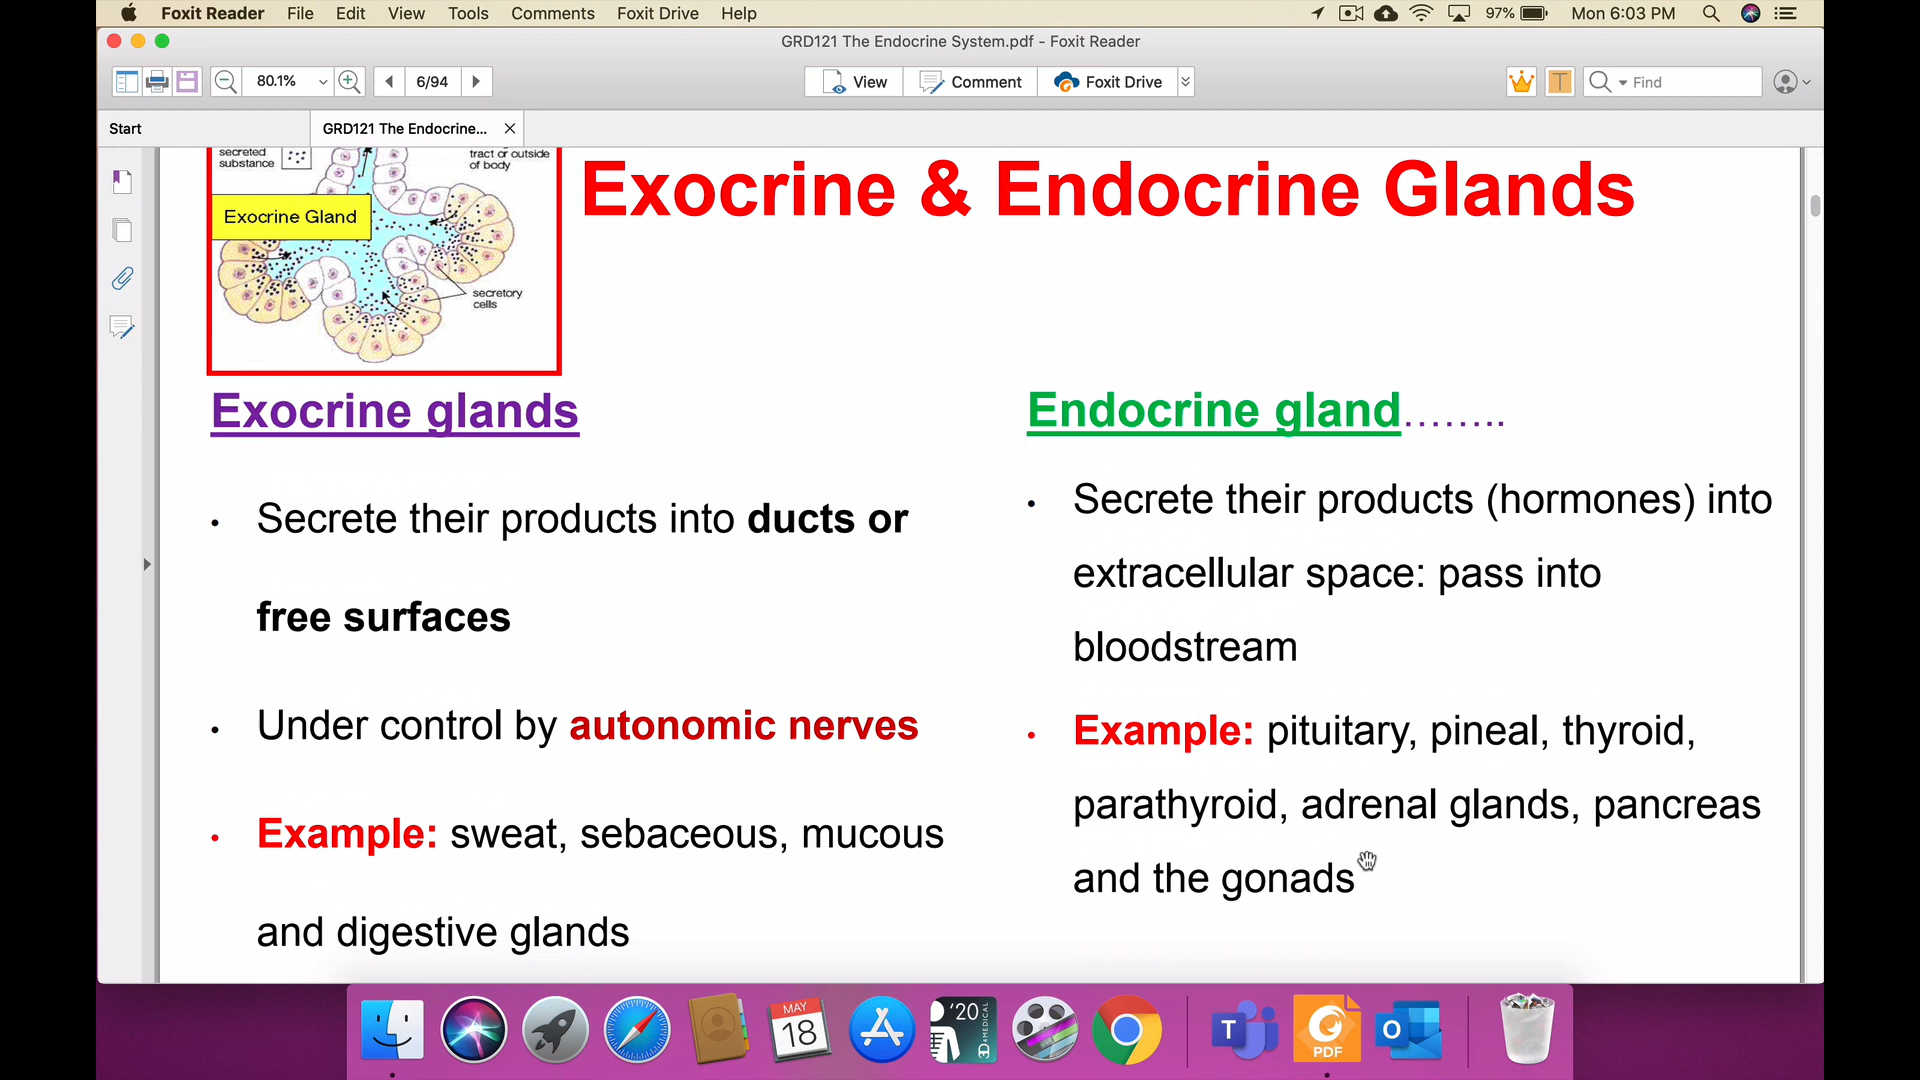 Foxit Reader File Edit View Tools Comments Foxit Drive Help 97% Mon 6:03 PM
GRD121 The Endocrine System.pdf - Foxit Reader
80.1% 6/94 View Comment Foxit Drive T Find
Start GRD121 The Endocrine...
secreted
substance
tract or outside
of body
Exocrine Gland
secretory
cells
Exocrine & Endocrine Glands
Exocrine glands
• Secrete their products into ducts or
free surfaces
• Under control by autonomic nerves
• Example: sweat, sebaceous, mucous
and digestive glands
Endocrine gland……..
• Secrete their products (hormones) into
extracellular space: pass into
bloodstream
• Example: pituitary, pineal, thyroid,
parathyroid, adrenal glands, pancreas
and the gonads
MAY
18
'20
3D4MEDICAL
T
PDF
O